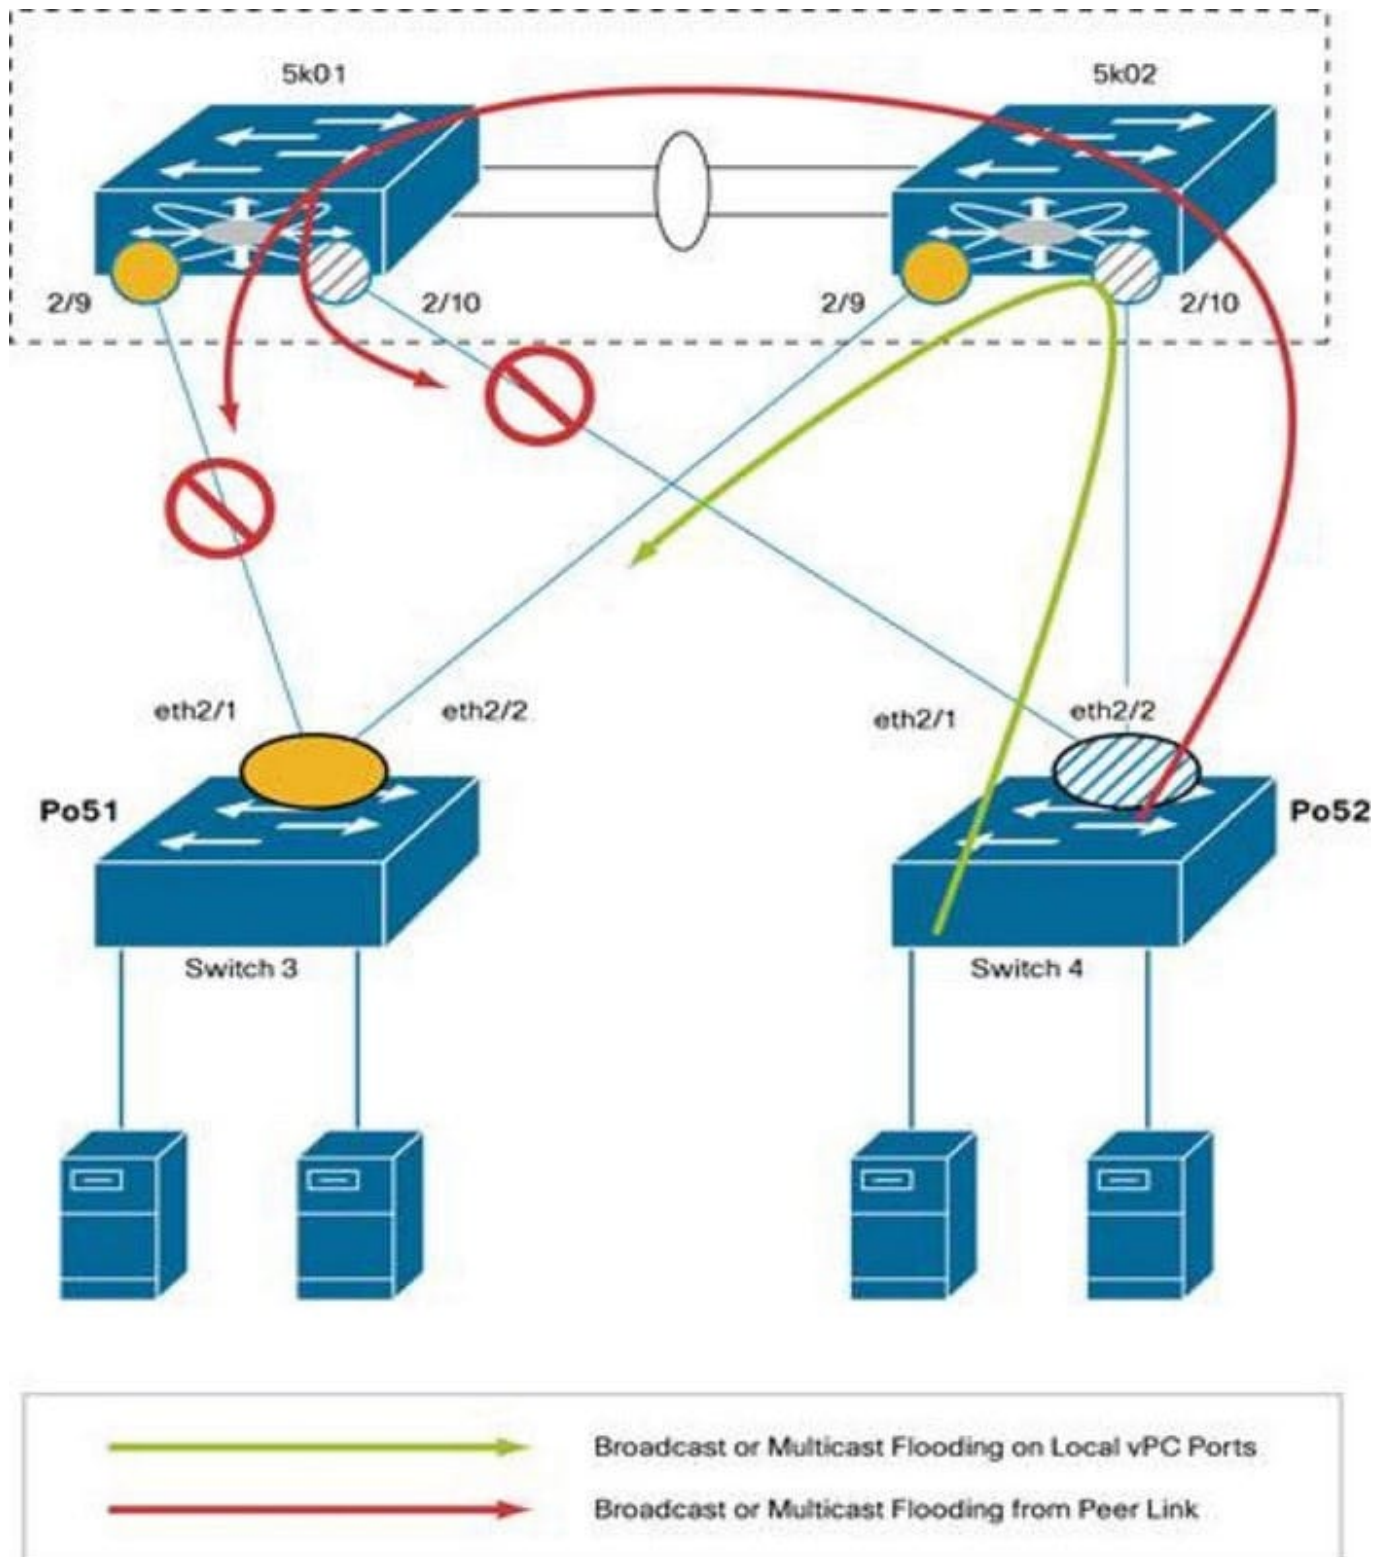 5k01
5k02
2/9
2/10
2/9
2/10
eth2/1
eth2/2
eth2/1
eth2/2
Po51
Po52
Switch 3
Switch 4
Broadcast or Multicast Flooding on Local vPC Ports
Broadcast or Multicast Flooding from Peer Link